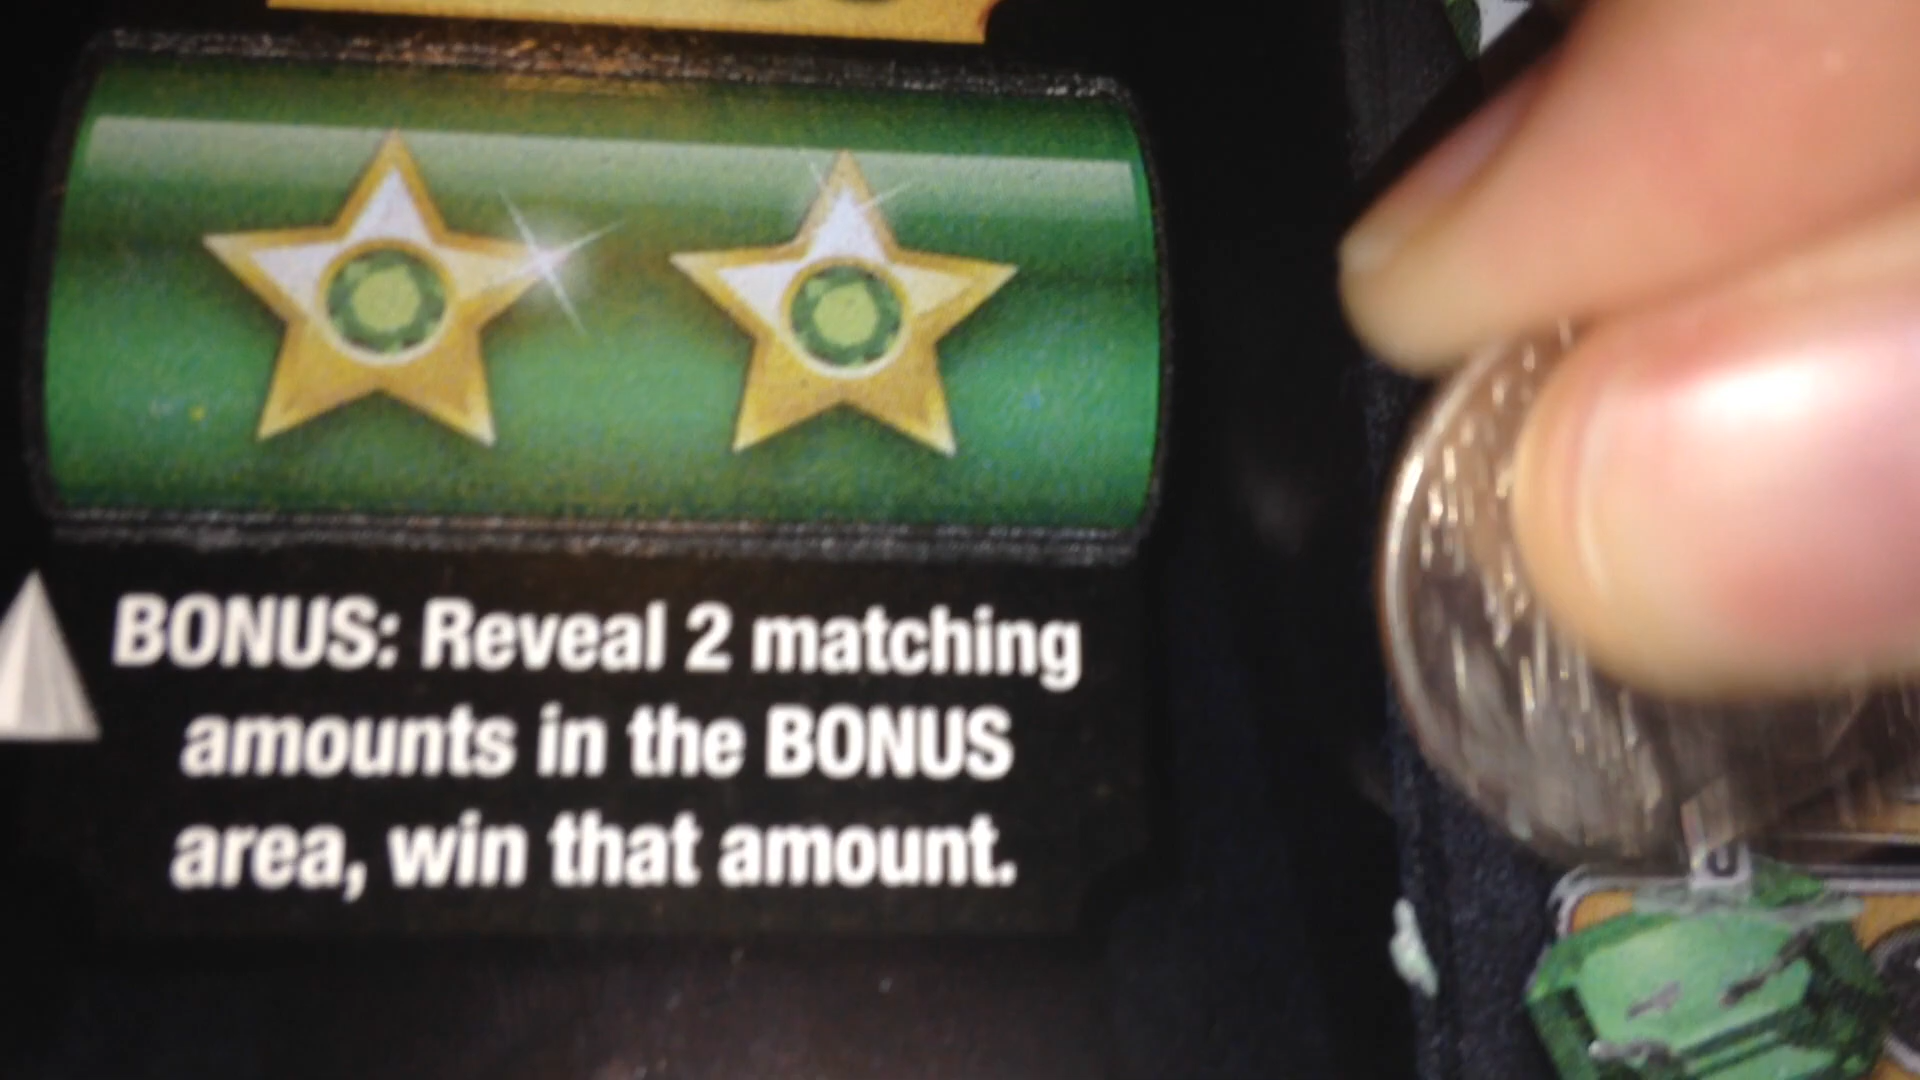 BONUS: Reveal 2 matching
amounts in the BONUS
area, win that amount.